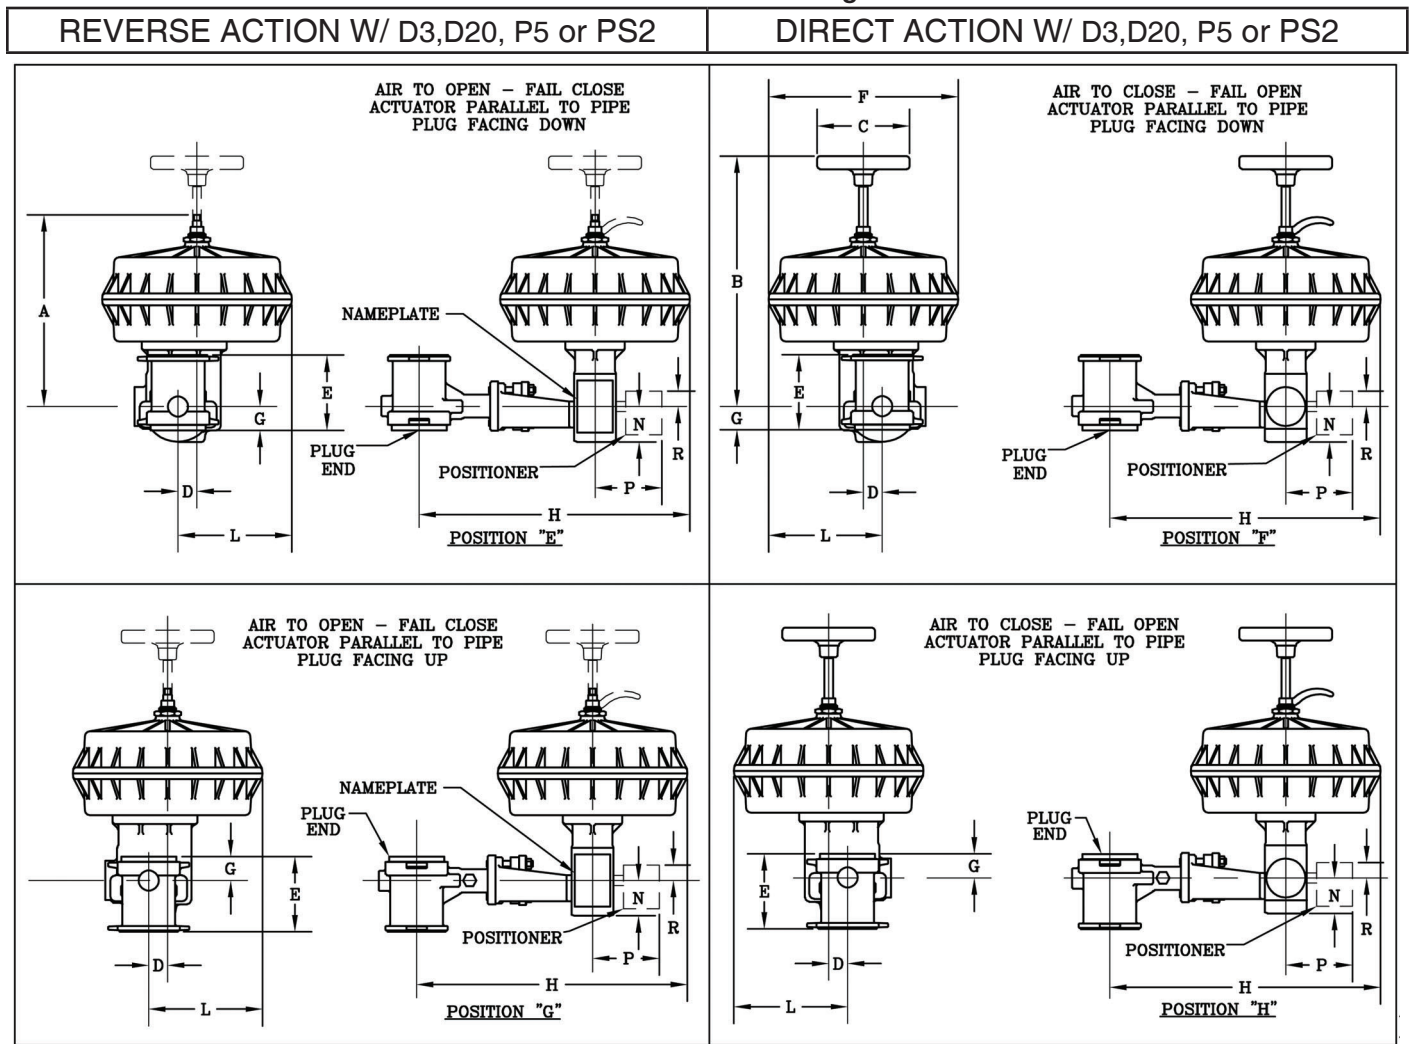 REVERSE ACTION W/ D3,D20, P5 or PS2
DIRECT ACTION W/ D3,D20, P5 or PS2
AIR TO OPEN – FAIL CLOSE
ACTUATOR PARALLEL TO PIPE
PLUG FACING DOWN
A
NAMEPLATE
E
G
N
PLUG
END
POSITIONER
R
D
P
H
L
POSITION "E"
F
C
AIR TO CLOSE – FAIL OPEN
ACTUATOR PARALLEL TO PIPE
PLUG FACING DOWN
B
E
G
N
PLUG
END
POSITIONER
R
D
P
H
L
POSITION "F"
AIR TO OPEN – FAIL CLOSE
ACTUATOR PARALLEL TO PIPE
PLUG FACING UP
NAMEPLATE
PLUG
END
G
E
N
R
POSITIONER
D
P
H
L
POSITION "G"
AIR TO CLOSE – FAIL OPEN
ACTUATOR PARALLEL TO PIPE
PLUG FACING UP
PLUG
END
G
E
N
R
POSITIONER
D
P
H
L
POSITION "H"